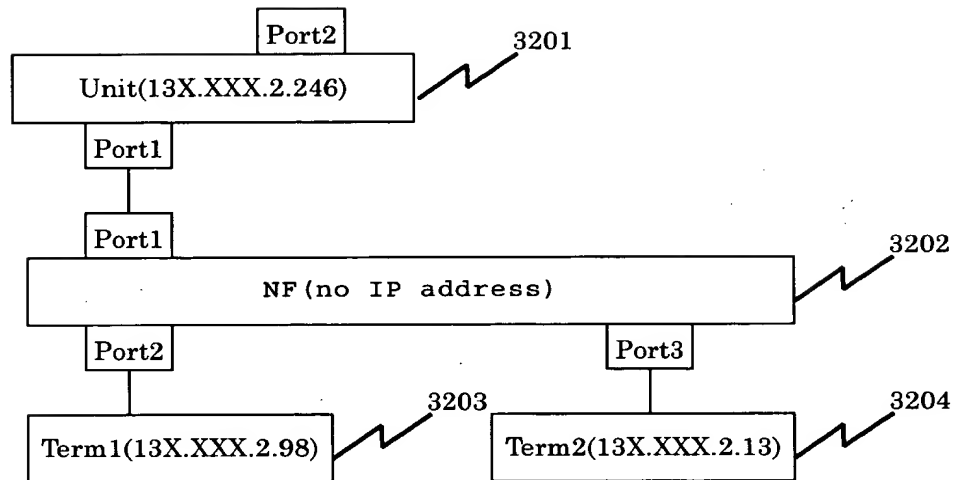 Port2
3201
Unit(13X.XXX.2.246)
Port1
Port1
3202
NF(no IP address)
Port2
Port3
3203
3204
Term1(13X.XXX.2.98)
Term2(13X.XXX.2.13)